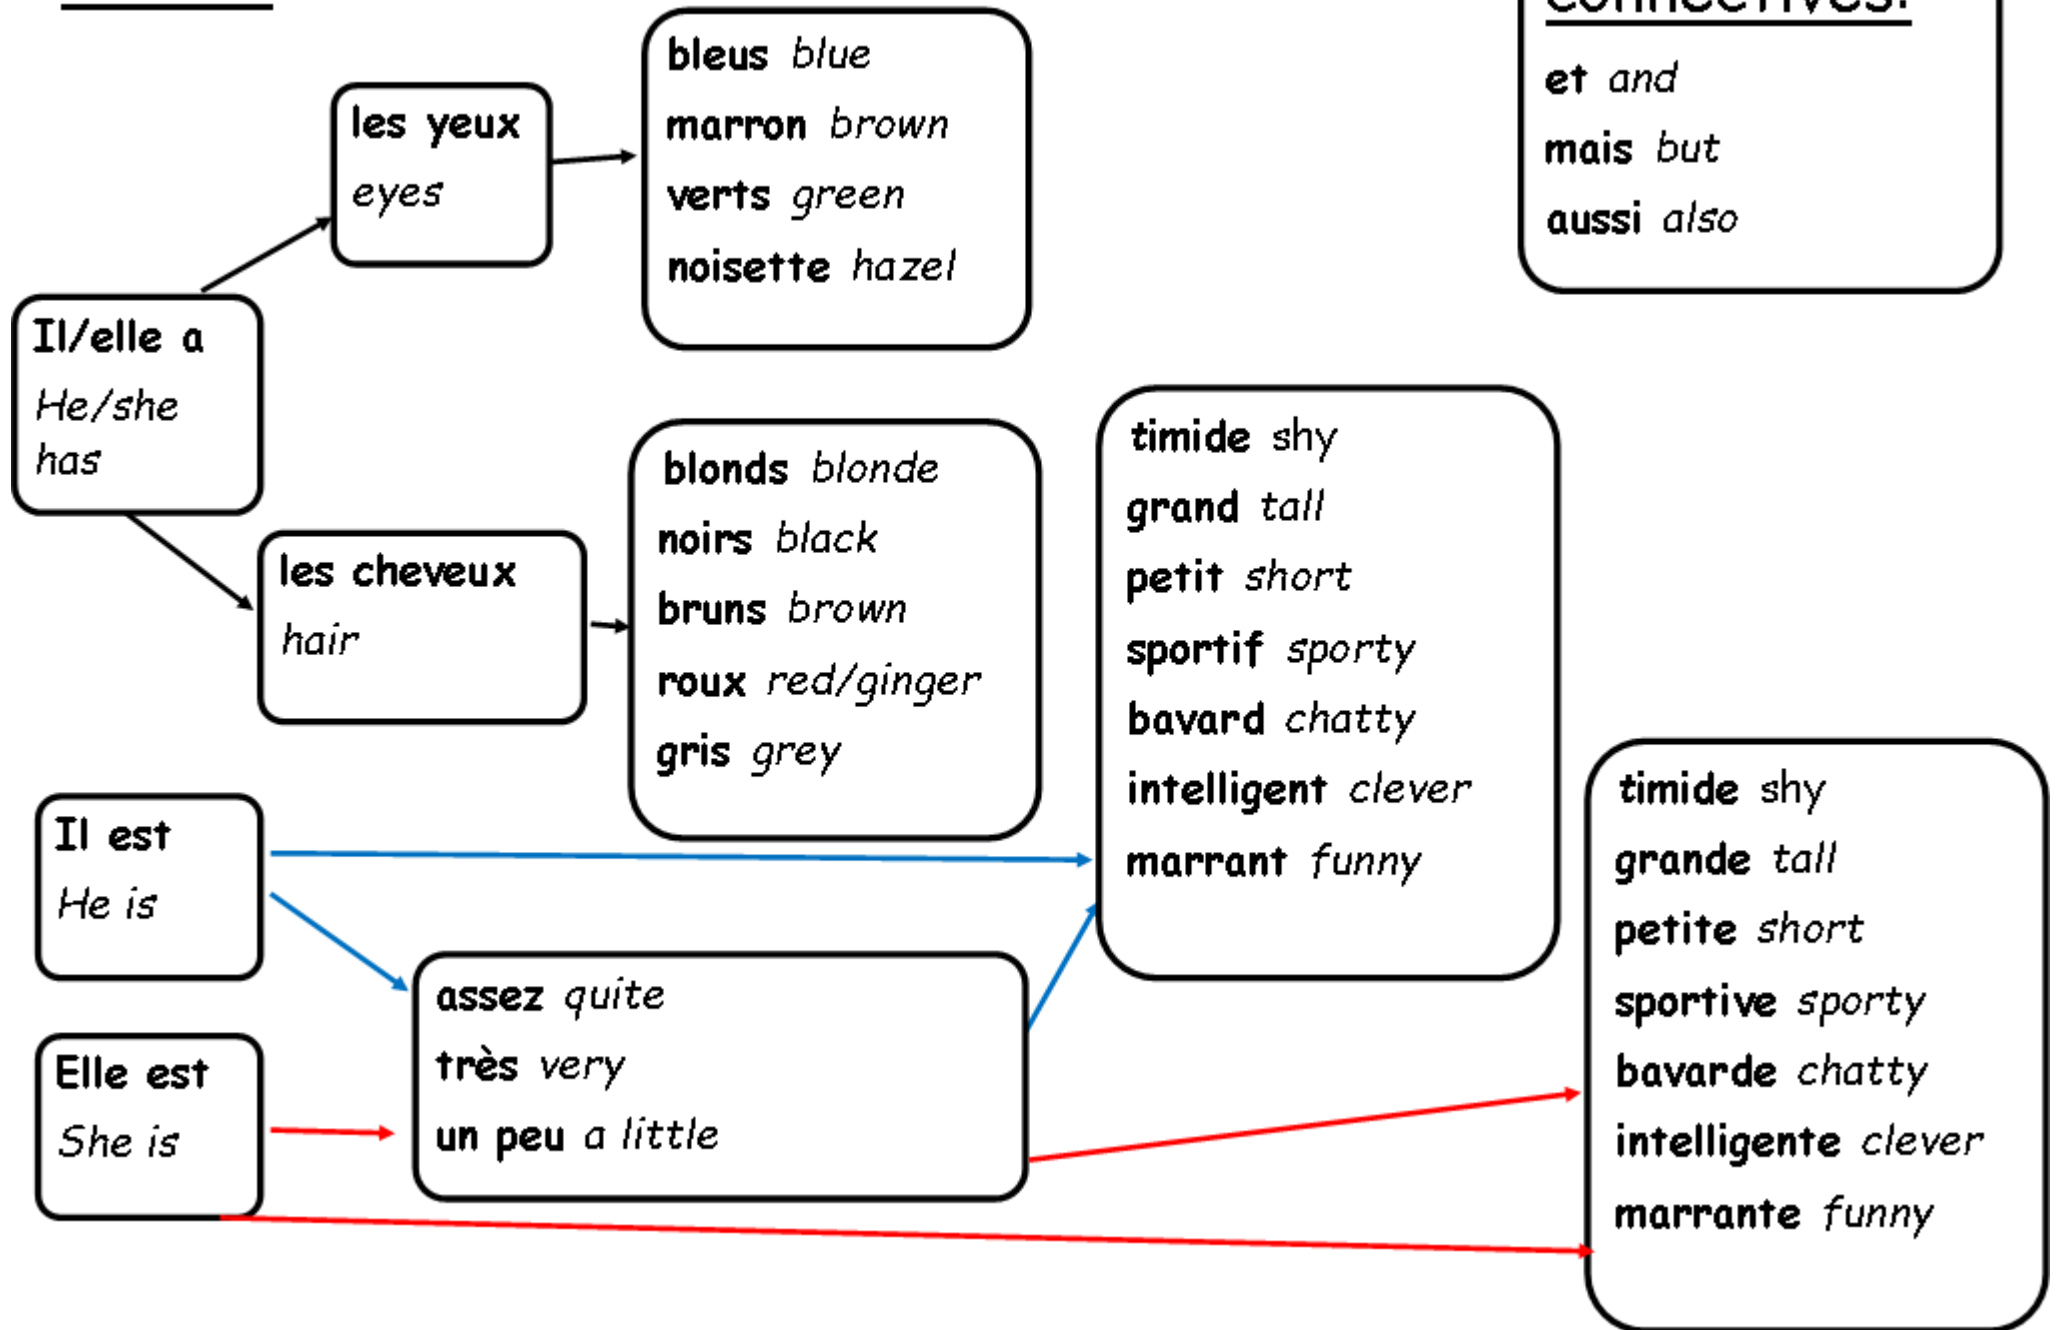 connectives:
et and
mais but
aussi also
bleus blue
marron brown
verts green
noisette hazel
les yeux
eyes
Il/elle a
He/she
has
les cheveux
hair
blonds blonde
noirs black
bruns brown
roux red/ginger
gris grey
timide shy
grand tall
petit short
sportif sporty
bavard chatty
intelligent clever
marrant funny
Il est
He is
Elle est
She is
assez quite
très very
un peu a little
timide shy
grande tall
petite short
sportive sporty
bavarde chatty
intelligente clever
marrante funny